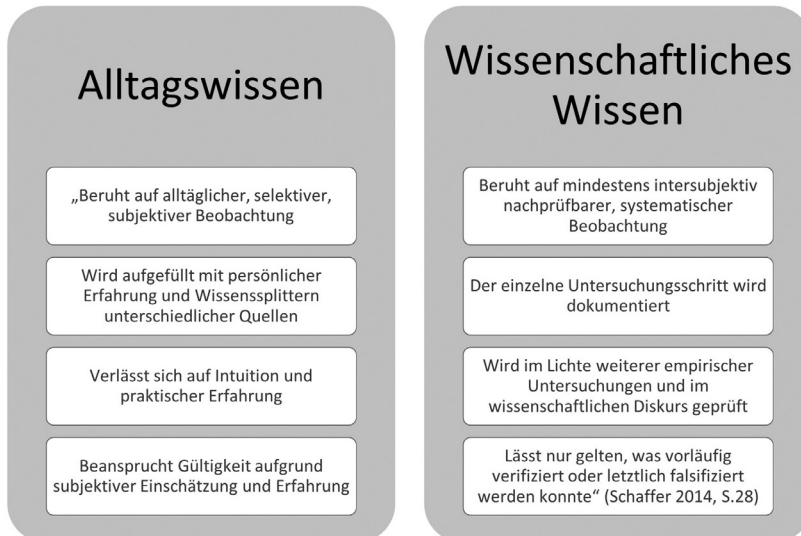 Alltagswissen
„Beruht auf alltäglicher, selektiver,
subjektiver Beobachtung
Wird aufgefüllt mit persönlicher
Erfahrung und Wissenssplittern
unterschiedlicher Quellen
Verlässt sich auf Intuition und
praktischer Erfahrung
Beansprucht Gültigkeit aufgrund
subjektiver Einschätzung und Erfahrung
Wissenschaftliches
Wissen
Beruht auf mindestens intersubjektiv
nachprüfbarer, systematischer
Beobachtung
Der einzelne Untersuchungsschritt wird
dokumentiert
Wird im Lichte weiterer empirischer
Untersuchungen und im
wissenschaftlichen Diskurs geprüft
Lässt nur gelten, was vorläufig
verifiziert oder letztlich falsifiziert
werden konnte“ (Schaffer 2014, S.28)